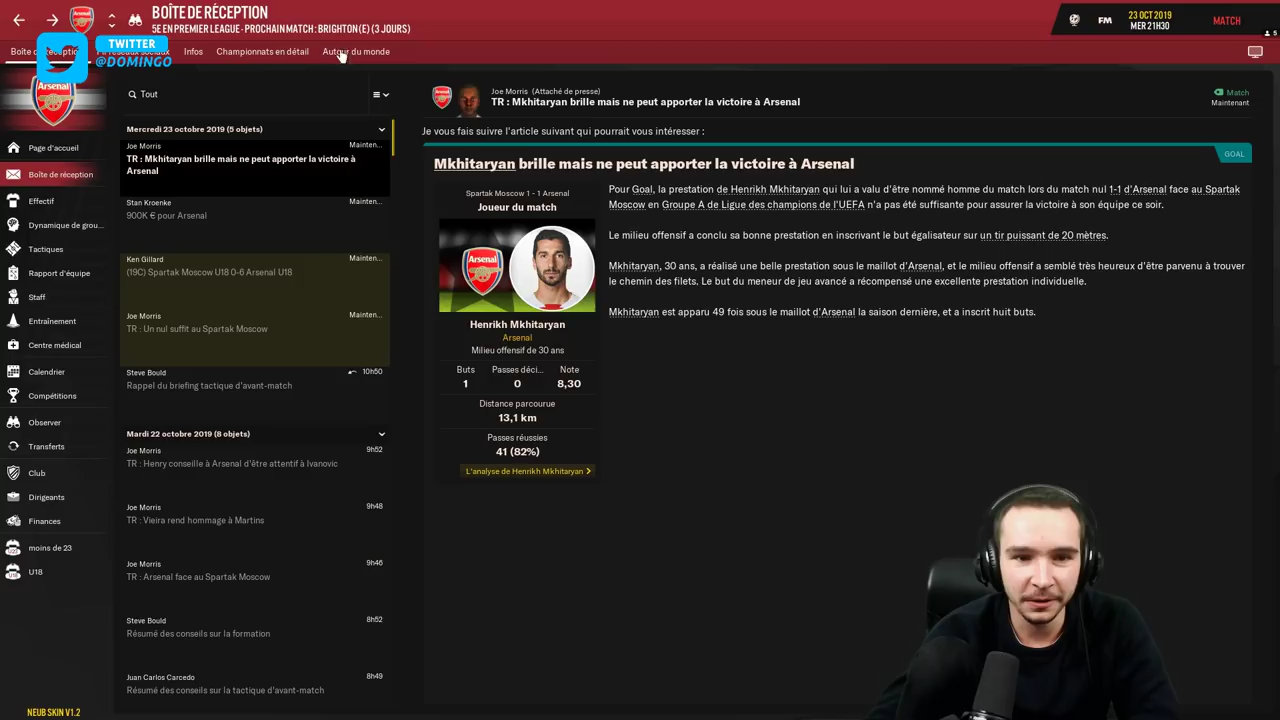 BOÎTE DE RÉCEPTION
5E EN PREMIER LEAGUE - PROCHAIN MATCH: BRIGHTON (E) (3 JOURS)
FM
23 OCT 2019
MER 21H30
MATCH
5
TWITTER
@DOMINGO
Infos
Championnats en détail
Autour du monde
Arsenal
Page d'accueil
Boîte de réception
Effectif
Dynamique de grou...
Tactiques
Rapport d'équipe
Staff
Entraînement
Centre médical
Calendrier
Compétitions
Observer
Transferts
Club
Dirigeants
Finances
moins de 23
U18
NEUB SKIN V1.2
Tout
Mercredi 23 octobre 2019 (5 objets)
Joe Morris Mainten...
TR : Mkhitaryan brille mais ne peut apporter la victoire à
Arsenal
Stan Kroenke Mainten...
900K € pour Arsenal
Ken Gillard Mainten...
(19C) Spartak Moscow U18 0-6 Arsenal U18
Joe Morris Mainten...
TR : Un nul suffit au Spartak Moscow
Steve Bould 10h50
Rappel du briefing tactique d'avant-match
Mardi 22 octobre 2019 (8 objets)
Joe Morris 9h52
TR : Henry conseille à Arsenal d'être attentif à Ivanovic
Joe Morris 9h48
TR : Vieira rend hommage à Martins
Joe Morris 9h46
TR : Arsenal face au Spartak Moscow
Steve Bould 8h52
Résumé des conseils sur la formation
Juan Carlos Carcedo 8h49
Résumé des conseils sur la tactique d'avant-match
Joe Morris (Attaché de presse)
TR : Mkhitaryan brille mais ne peut apporter la victoire à Arsenal
Match
Maintenant
Je vous fais suivre l'article suivant qui pourrait vous intéresser :
GOAL
Mkhitaryan brille mais ne peut apporter la victoire à Arsenal
Spartak Moscow 1 - 1 Arsenal
Joueur du match
Arsenal
Henrikh Mkhitaryan
Arsenal
Milieu offensif de 30 ans
Buts Passes déci... Note
1 0 8,30
Distance parcourue
13,1 km
Passes réussies
41 (82%)
L'analyse de Henrikh Mkhitaryan
Pour Goal, la prestation de Henrikh Mkhitaryan qui lui a valu d'être nommé homme du match lors du match nul 1-1 d'Arsenal face au Spartak
Moscow en Groupe A de Ligue des champions de l'UEFA n'a pas été suffisante pour assurer la victoire à son équipe ce soir.
Le milieu offensif a conclu sa bonne prestation en inscrivant le but égalisateur sur un tir puissant de 20 mètres.
Mkhitaryan, 30 ans, a réalisé une belle prestation sous le maillot d'Arsenal, et le milieu offensif a semblé très heureux d'être parvenu à trouver
le chemin des filets. Le but du meneur de jeu avancé a récompensé une excellente prestation individuelle.
Mkhitaryan est apparu 49 fois sous le maillot d'Arsenal la saison dernière, et a inscrit huit buts.